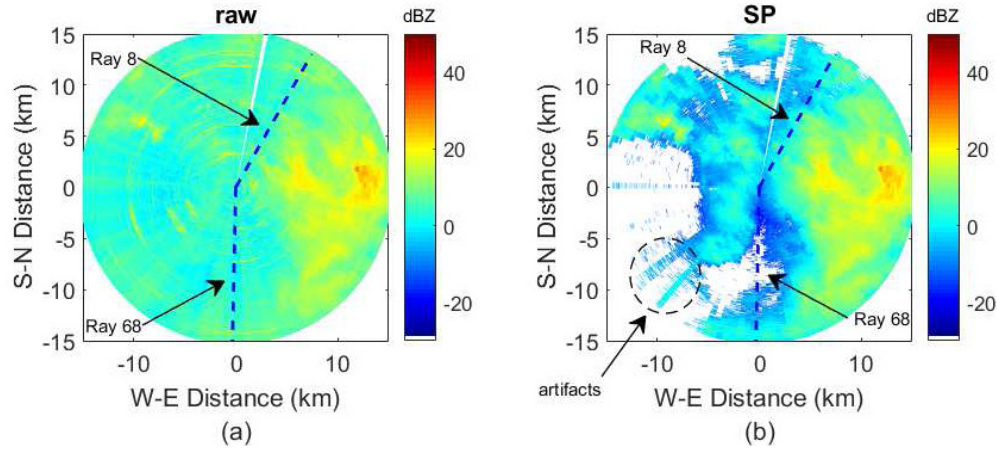 raw
dBZ
Ray 8
Ray 68
15
10
5
0
-5
-10
-15
-10
0
10
40
20
0
-20
S-N Distance (km)
W-E Distance (km)
(a)
SP
dBZ
Ray 8
Ray 68
artifacts
15
10
5
0
-5
-10
-15
-10
0
10
40
20
0
-20
S-N Distance (km)
W-E Distance (km)
(b)